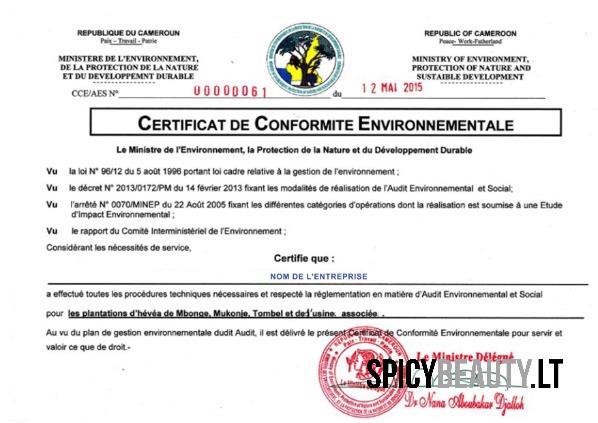 REPUBLIQUE DU CAMEROUN
Paix – Travail - Patrie
MINISTERE DE L'ENVIRONNEMENT,
DE LA PROTECTION DE LA NATURE
ET DU DEVELOPPEMNT DURABLE
REPUBLIC OF CAMEROON
Peace- Work-Fatherland
MINISTRY OF ENVIRONMENT,
PROTECTION OF NATURE AND
SUSTAIBLE DEVELOPMENT
CCE/AES N° 00000061 du 12 MAI 2015
CERTIFICAT DE CONFORMITE ENVIRONNEMENTALE
Le Ministre de l'Environnement, la Protection de la Nature et du Développement Durable
Vu la loi N° 96/12 du 5 août 1996 portant loi cadre relative à la gestion de l'environnement ;
Vu le décret N° 2013/0172/PM du 14 février 2013 fixant les modalités de réalisation de l'Audit Environnemental et Social;
Vu l'arrêté N° 0070/MINEP du 22 Août 2005 fixant les différentes catégories d'opérations dont la réalisation est soumise à une Etude
d'Impact Environnemental ;
Vu le rapport du Comité Interministériel de l'Environnement ;
Considérant les nécessités de service,
Certifie que :
NOM DE L'ENTREPRISE
a effectué toutes les procédures techniques nécessaires et respecté la réglementation en matière d'Audit Environnemental et Social
pour les plantations d'hévéa de Mbonge, Mukonje, Tombel et de l'usine associée .
Au vu du plan de gestion environnementale dudit Audit, il est délivré le présent Certificat de Conformité Environnementale pour servir et
valoir ce que de droit.-
Le Ministre Délégué
SPICYBEAUTY.LT
Dr Nana Aboubakar Djalloh